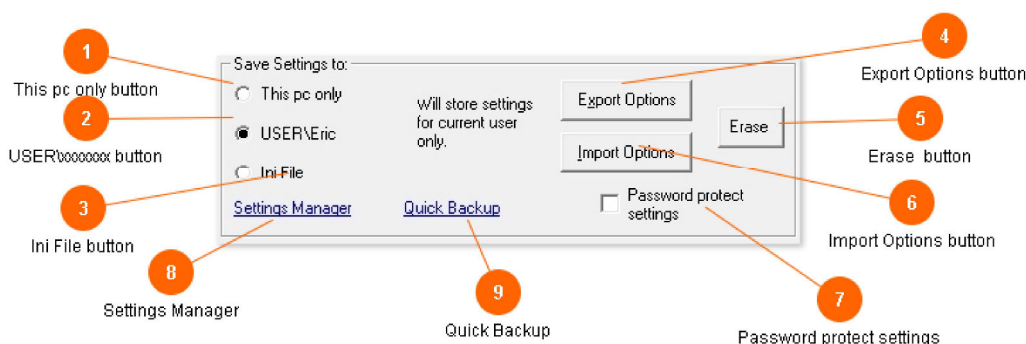 1
This pc only button
2
USER\xxxxxxx button
3
Ini File button
Save Settings to:
This pc only
USER\Eric
Ini File
Will store settings
for current user
only.
Export Options
Import Options
Erase
Password protect
settings
Settings Manager
Quick Backup
4
Export Options button
5
Erase button
6
Import Options button
7
Password protect settings
8
Settings Manager
9
Quick Backup